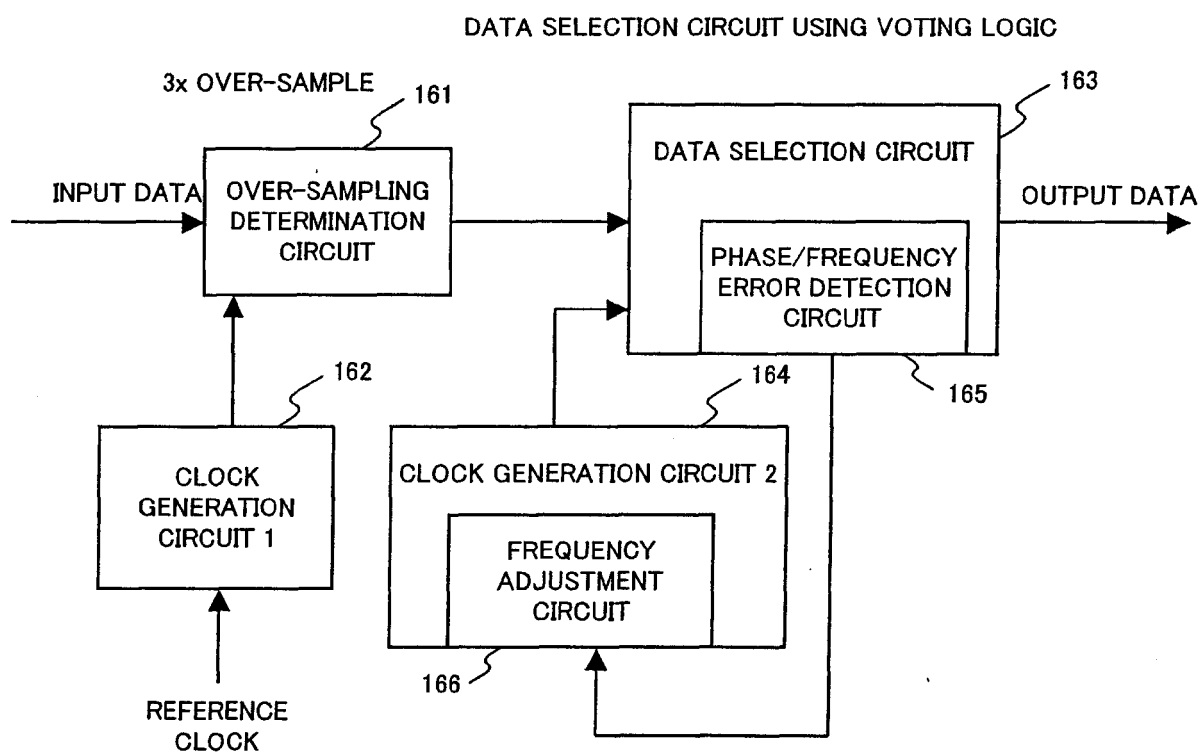 DATA SELECTION CIRCUIT USING VOTING LOGIC
3x OVER-SAMPLE
161
163
INPUT DATA
OVER-SAMPLING
DETERMINATION
CIRCUIT
DATA SELECTION CIRCUIT
OUTPUT DATA
PHASE/FREQUENCY
ERROR DETECTION
CIRCUIT
162
164
165
CLOCK
GENERATION
CIRCUIT 1
CLOCK GENERATION CIRCUIT 2
FREQUENCY
ADJUSTMENT
CIRCUIT
166
REFERENCE
CLOCK